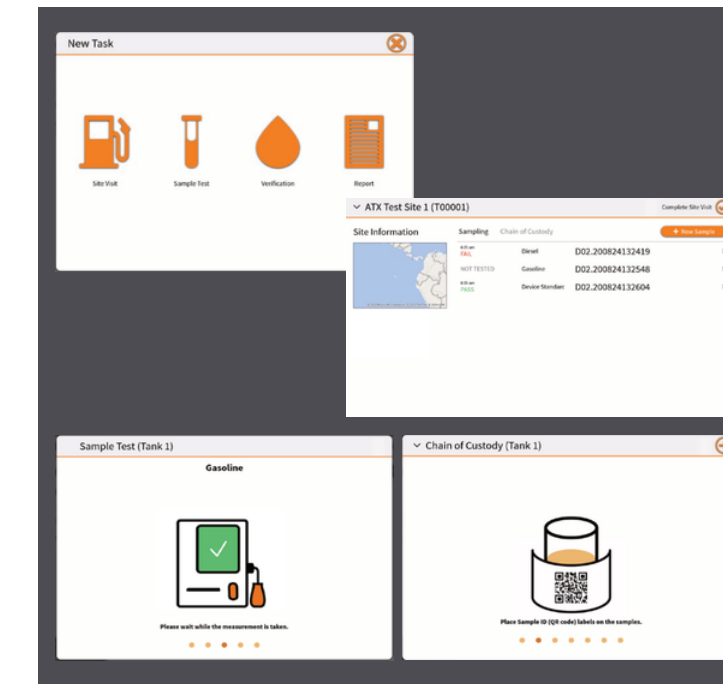 New Task
Site Visit
Sample Test
Verification
Report
ATX Test Site 1 (T00001)
Complete Site Visit
Site Information
Sampling
Chain of Custody
+ New Sample
FAIL
Diesel
D02.200824132419
NOT TESTED
Gasoline
D02.200824132548
PASS
Device Standard
D02.200824132604
Sample Test (Tank 1)
Gasoline
Please wait while the measurement is taken.
Chain of Custody (Tank 1)
Place Sample ID (QR code) labels on the samples.